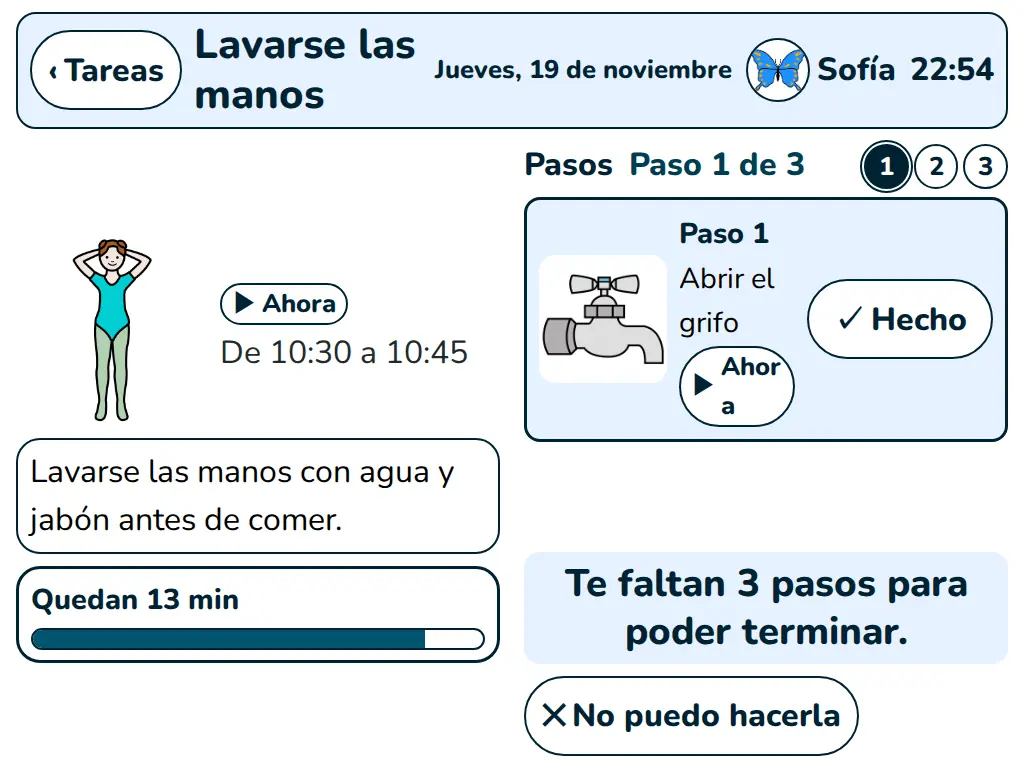 ‹ Tareas
Lavarse las
manos
Jueves, 19 de noviembre
Sofía 22:54
▶ Ahora
De 10:30 a 10:45
Lavarse las manos con agua y
jabón antes de comer.
Quedan 13 min
Pasos Paso 1 de 3
1 2 3
Paso 1
Abrir el
grifo
▶ Ahor
a
✓ Hecho
Te faltan 3 pasos para
poder terminar.
✕ No puedo hacerla